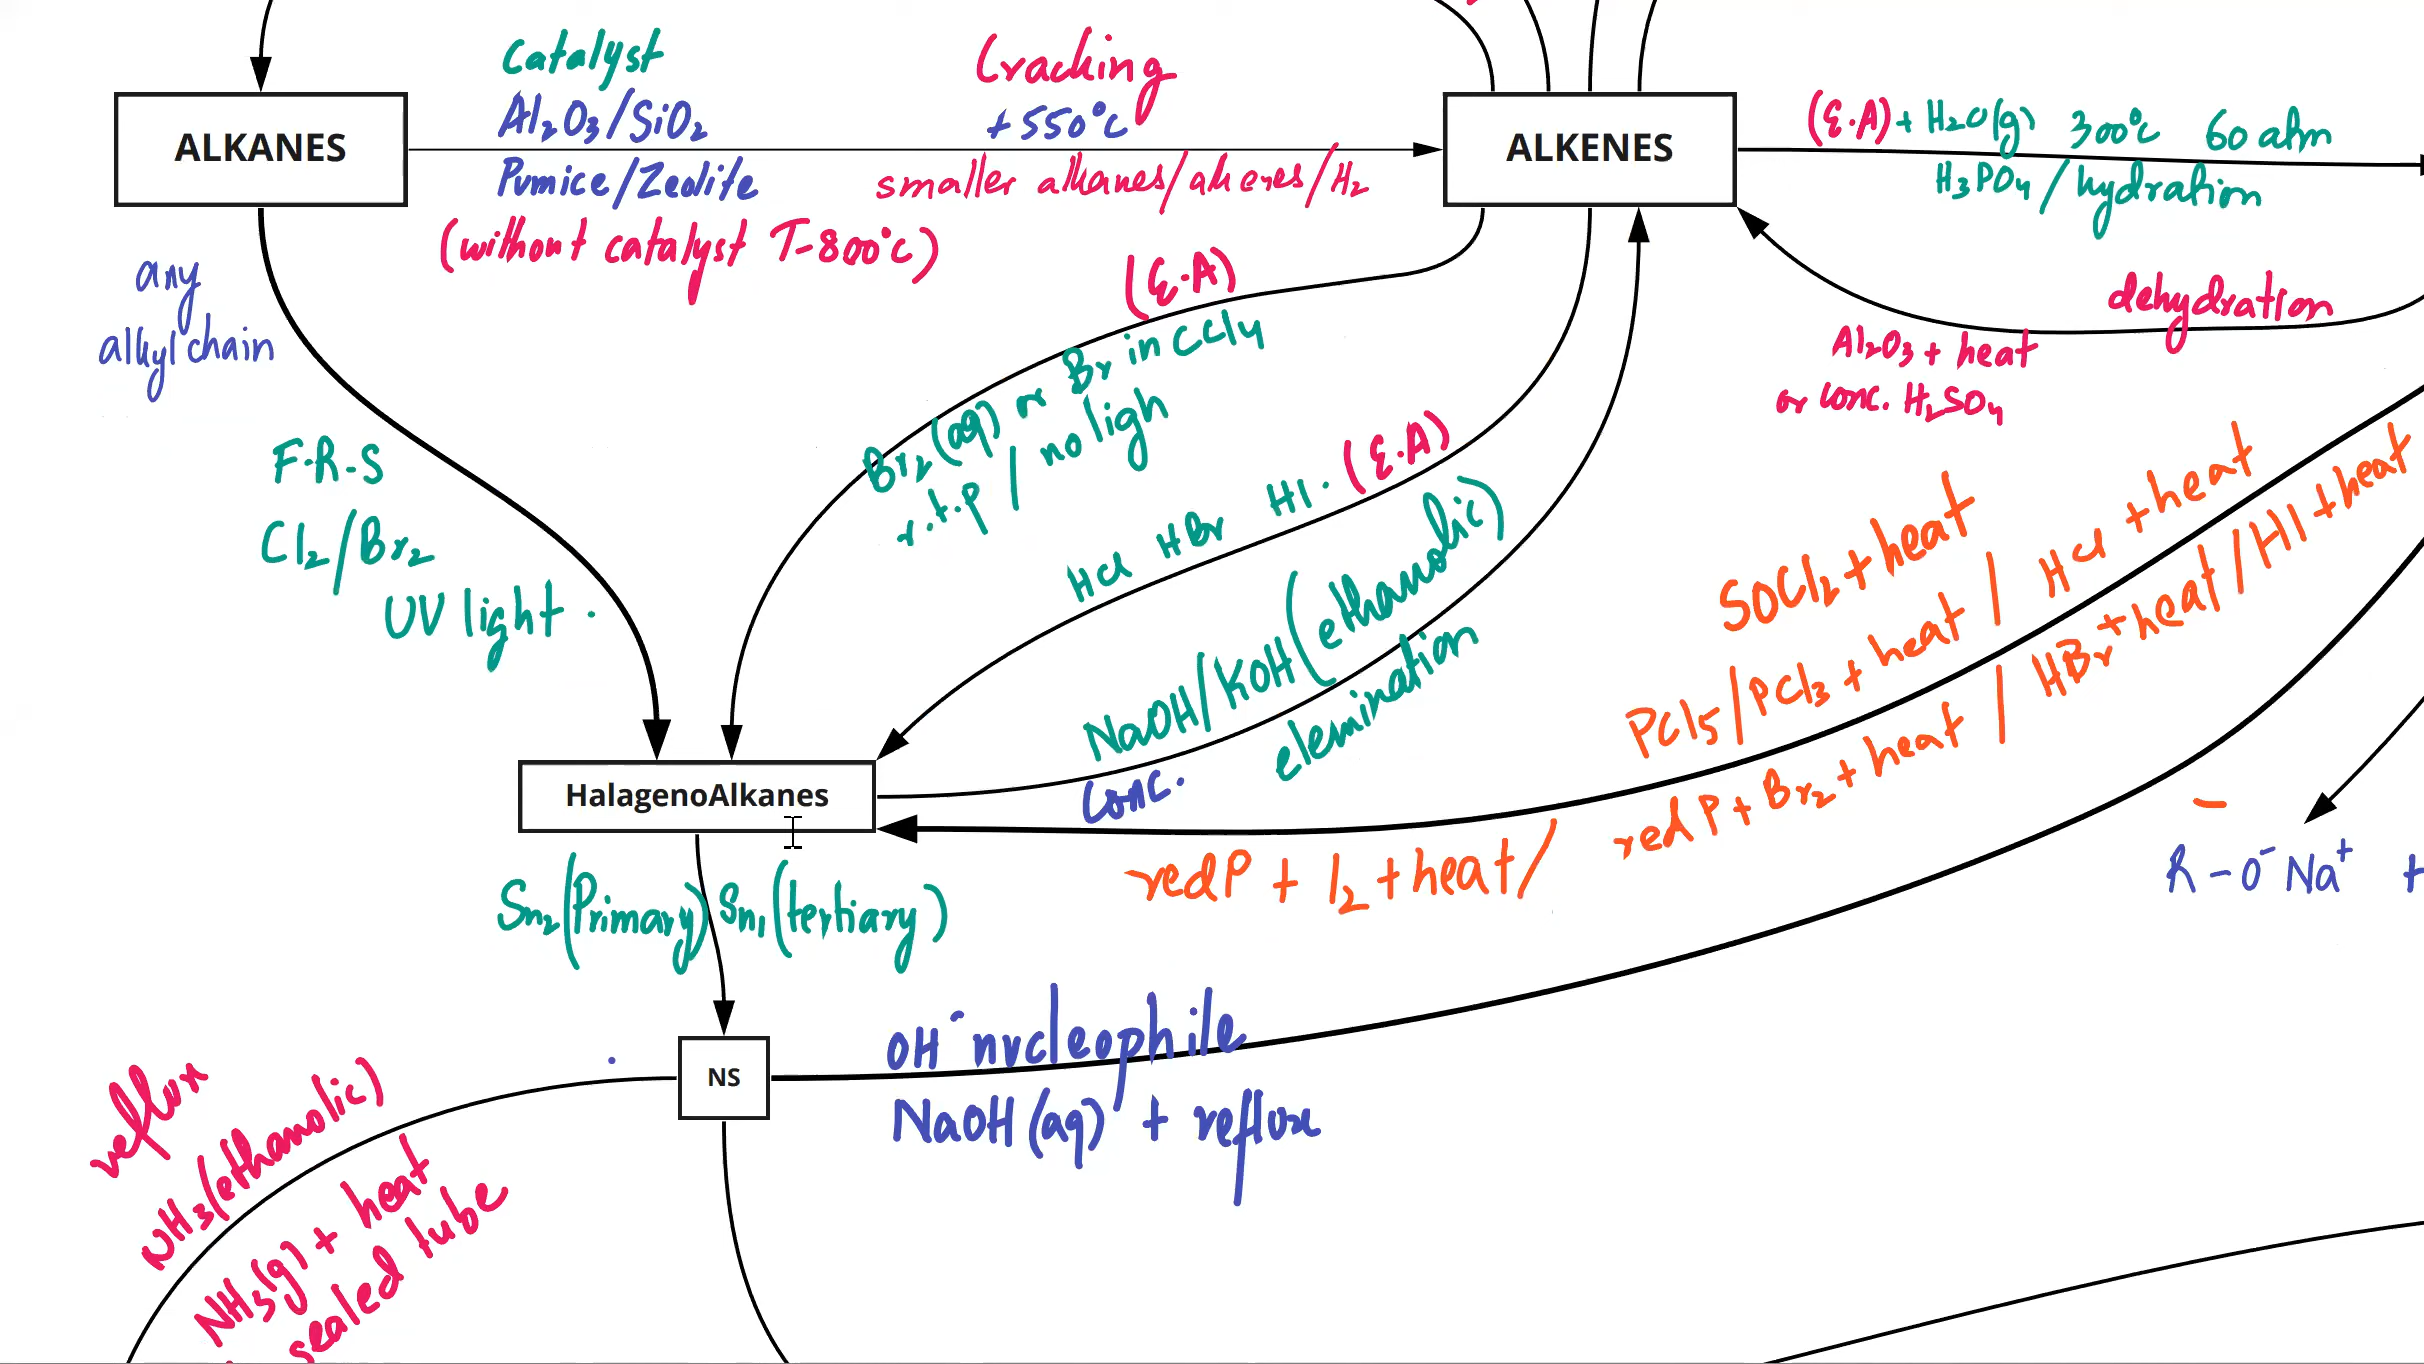 ALKANES
Catalyst
Al₂O₃/SiO₂
Pumice/Zeolite
(without catalyst T-800°C)
Cracking
+550°C
smaller alkanes/alkenes/H₂
ALKENES
(E.A)+H₂O(g) 300°C 60 atm
H₃PO₄/hydration
dehydration
Al₂O₃ + heat
or conc. H₂SO₄
any
alkyl chain
F.R.S
Cl₂/Br₂
UV light.
(E.A)
Br₂(aq) or Br in CCl₄
r.t.p / no ligh
HCl HBr HI. (E.A)
NaOH/KOH(ethanolic)
Conc.
elemination
SOCl₂ + heat
PCl₅/PCl₃ + heat / HCl + heat
red P + I₂ + heat/ red P + Br₂ + heat / HBr + heat / HI + heat
HalagenoAlkanes
Sn₂(Primary) Sn₁(tertiary)
R-O⁻Na⁺ +
NS
OH⁻ nucleophile
NaOH(aq) + reflux
reflux
NH₃(ethanolic)
NH₃(g) + heat
sealed tube